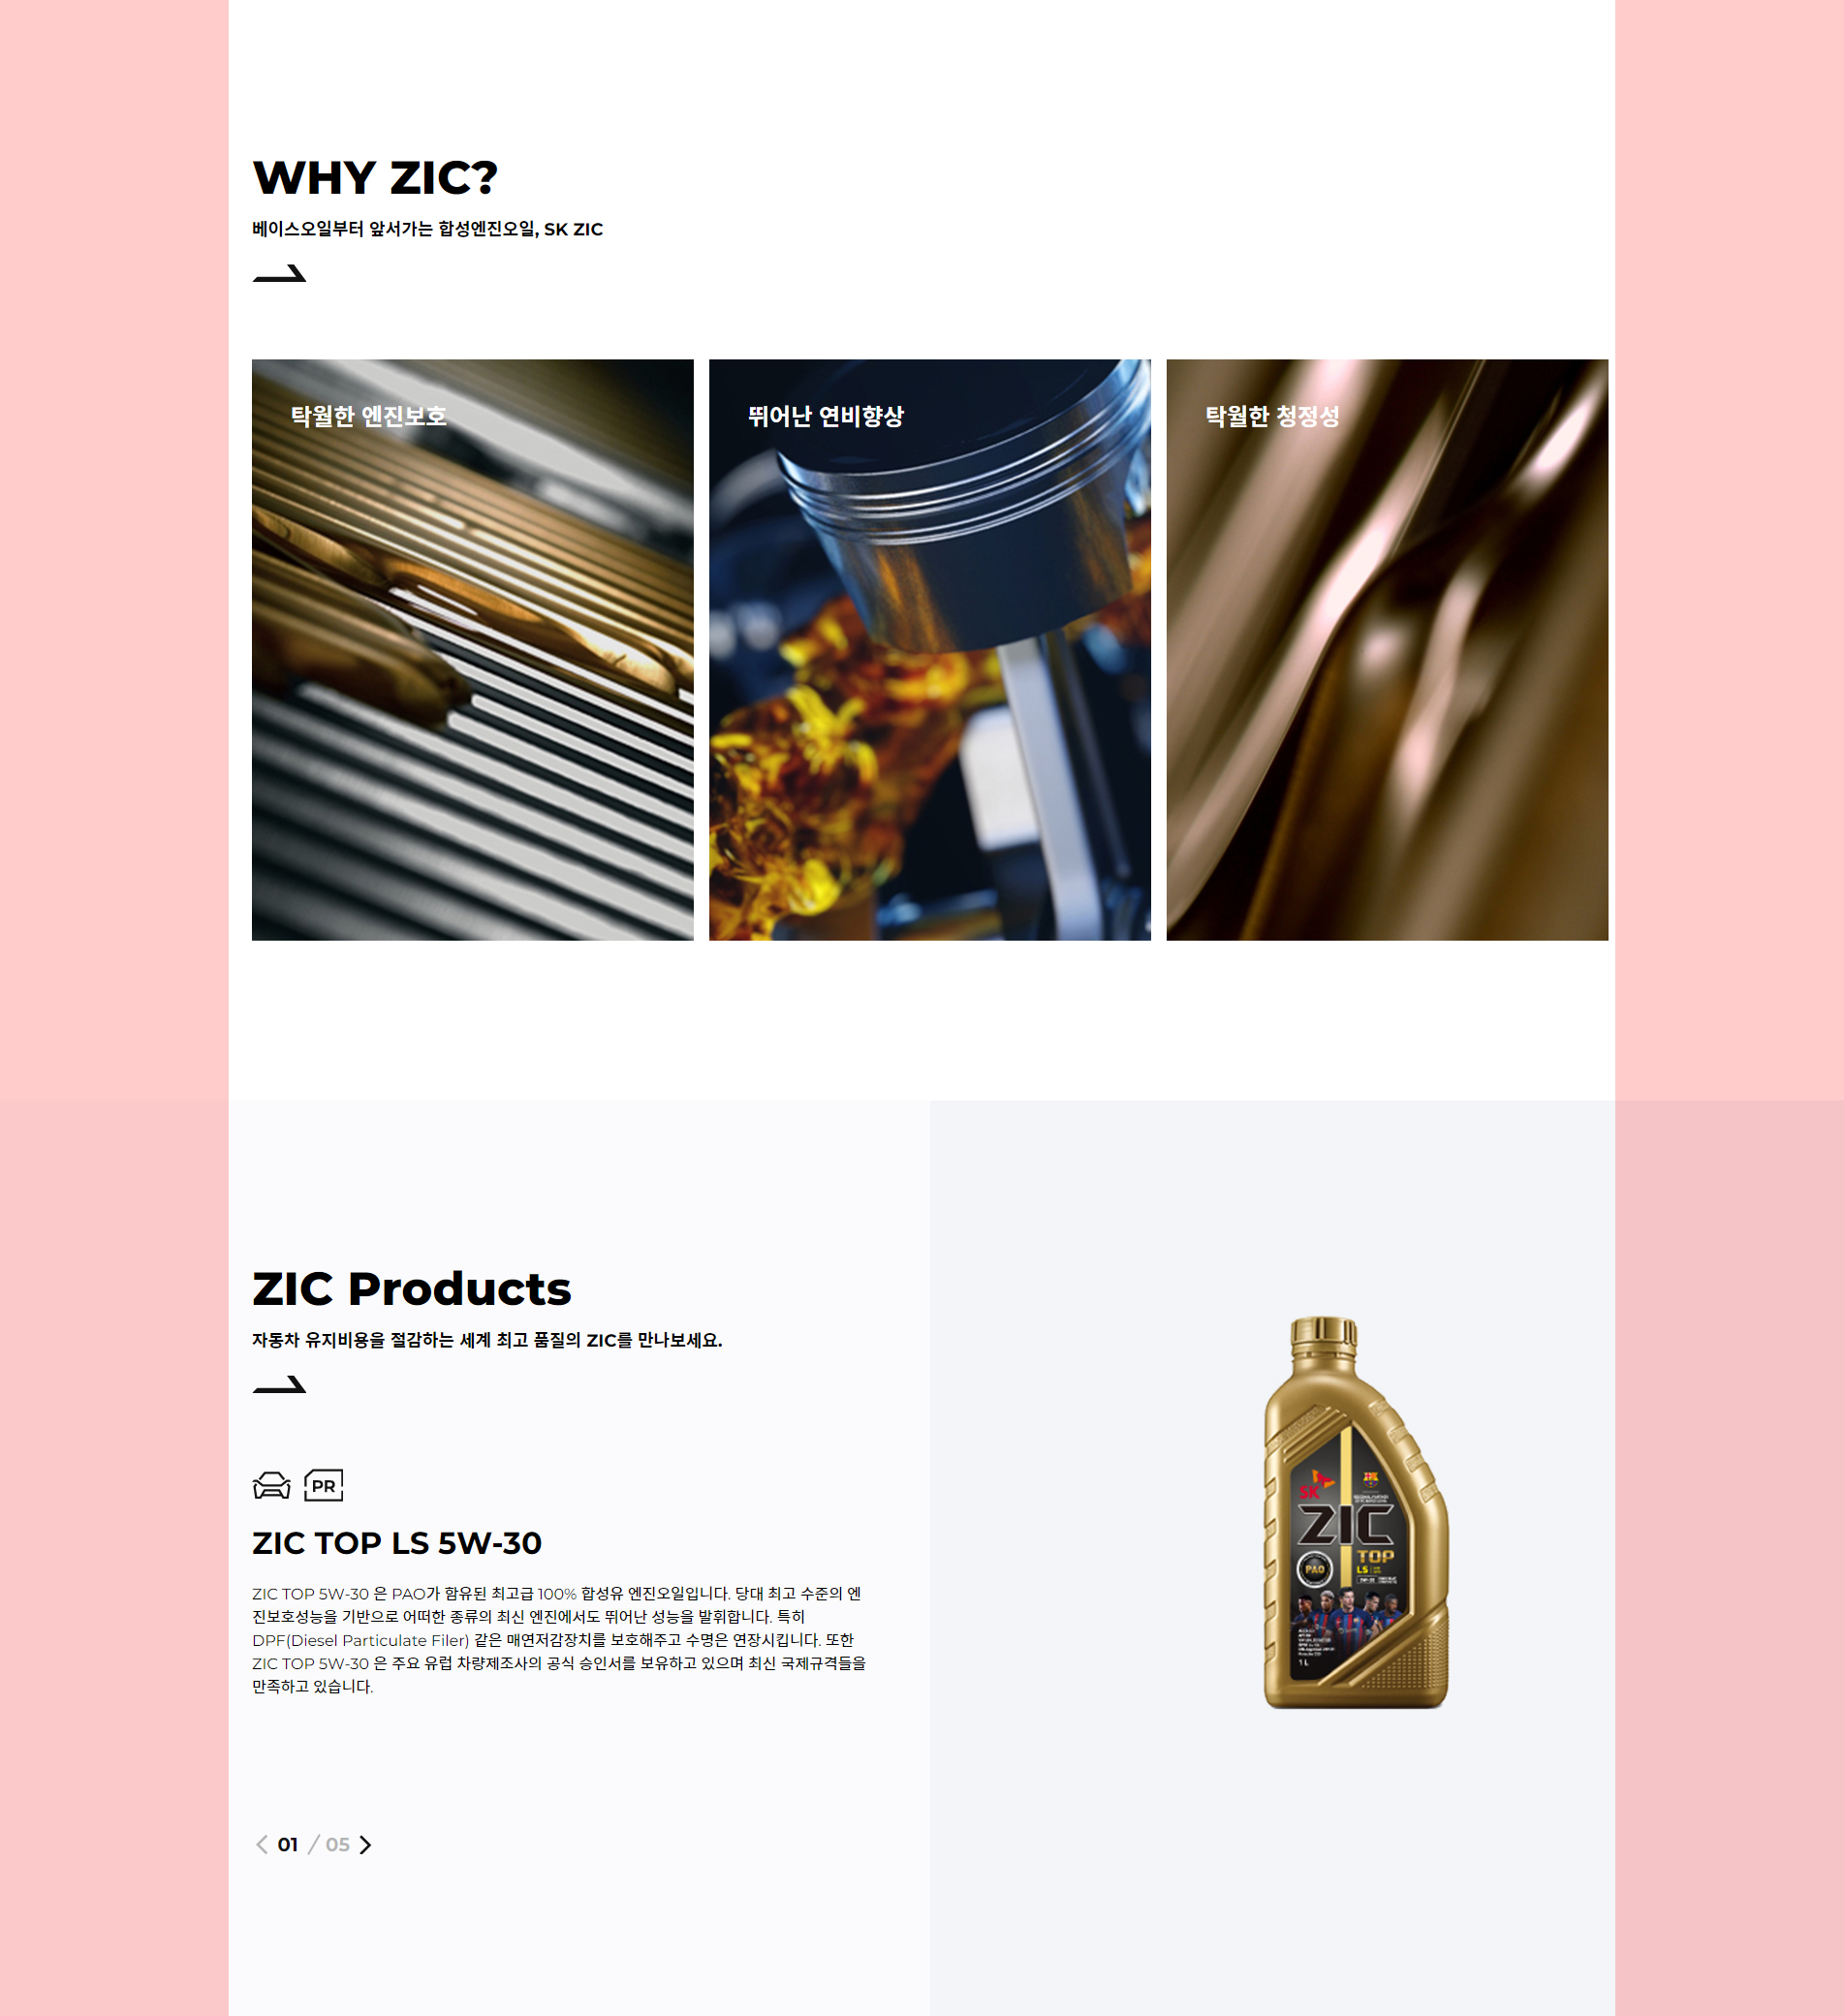 WHY ZIC?
베이스오일부터 앞서가는 합성엔진오일, SK ZIC
탁월한 엔진보호
뛰어난 연비향상
탁월한 청정성
ZIC Products
자동차 유지비용을 절감하는 세계 최고 품질의 ZIC를 만나보세요.
PR
ZIC TOP LS 5W-30
ZIC TOP 5W-30 은 PAO가 함유된 최고급 100% 합성유 엔진오일입니다. 당대 최고 수준의 엔
진보호성능을 기반으로 어떠한 종류의 최신 엔진에서도 뛰어난 성능을 발휘합니다. 특히
DPF(Diesel Particulate Filer) 같은 매연저감장치를 보호해주고 수명은 연장시킵니다. 또한
ZIC TOP 5W-30 은 주요 유럽 차량제조사의 공식 승인서를 보유하고 있으며 최신 국제규격들을
만족하고 있습니다.
01 / 05
SK
ZIC
PAO
TOP
LS
1 L